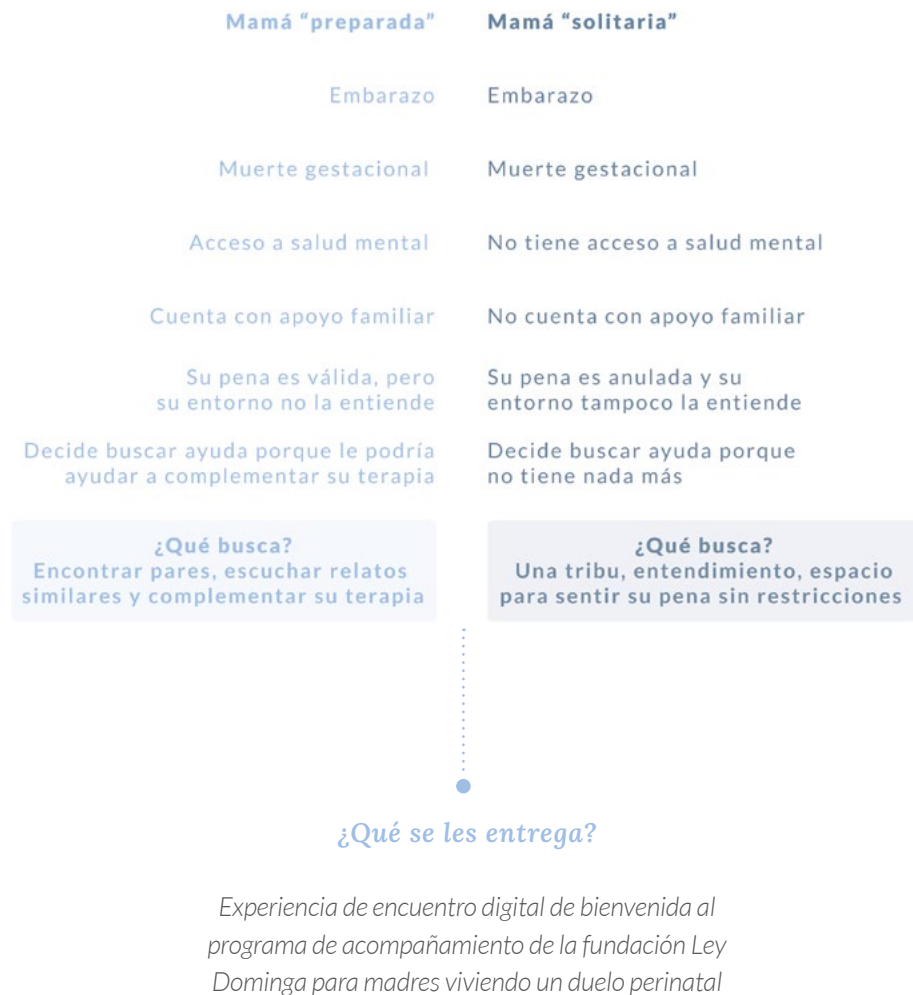 Mamá “preparada”
Mamá “solitaria”
Embarazo
Embarazo
Muerte gestacional
Muerte gestacional
Acceso a salud mental
No tiene acceso a salud mental
Cuenta con apoyo familiar
No cuenta con apoyo familiar
Su pena es válida, pero
su entorno no la entiende
Su pena es anulada y su
entorno tampoco la entiende
Decide buscar ayuda porque le podría
ayudar a complementar su terapia
Decide buscar ayuda porque
no tiene nada más
¿Qué busca?
Encontrar pares, escuchar relatos
similares y complementar su terapia
¿Qué busca?
Una tribu, entendimiento, espacio
para sentir su pena sin restricciones
¿Qué se les entrega?
Experiencia de encuentro digital de bienvenida al
programa de acompañamiento de la fundación Ley
Dominga para madres viviendo un duelo perinatal